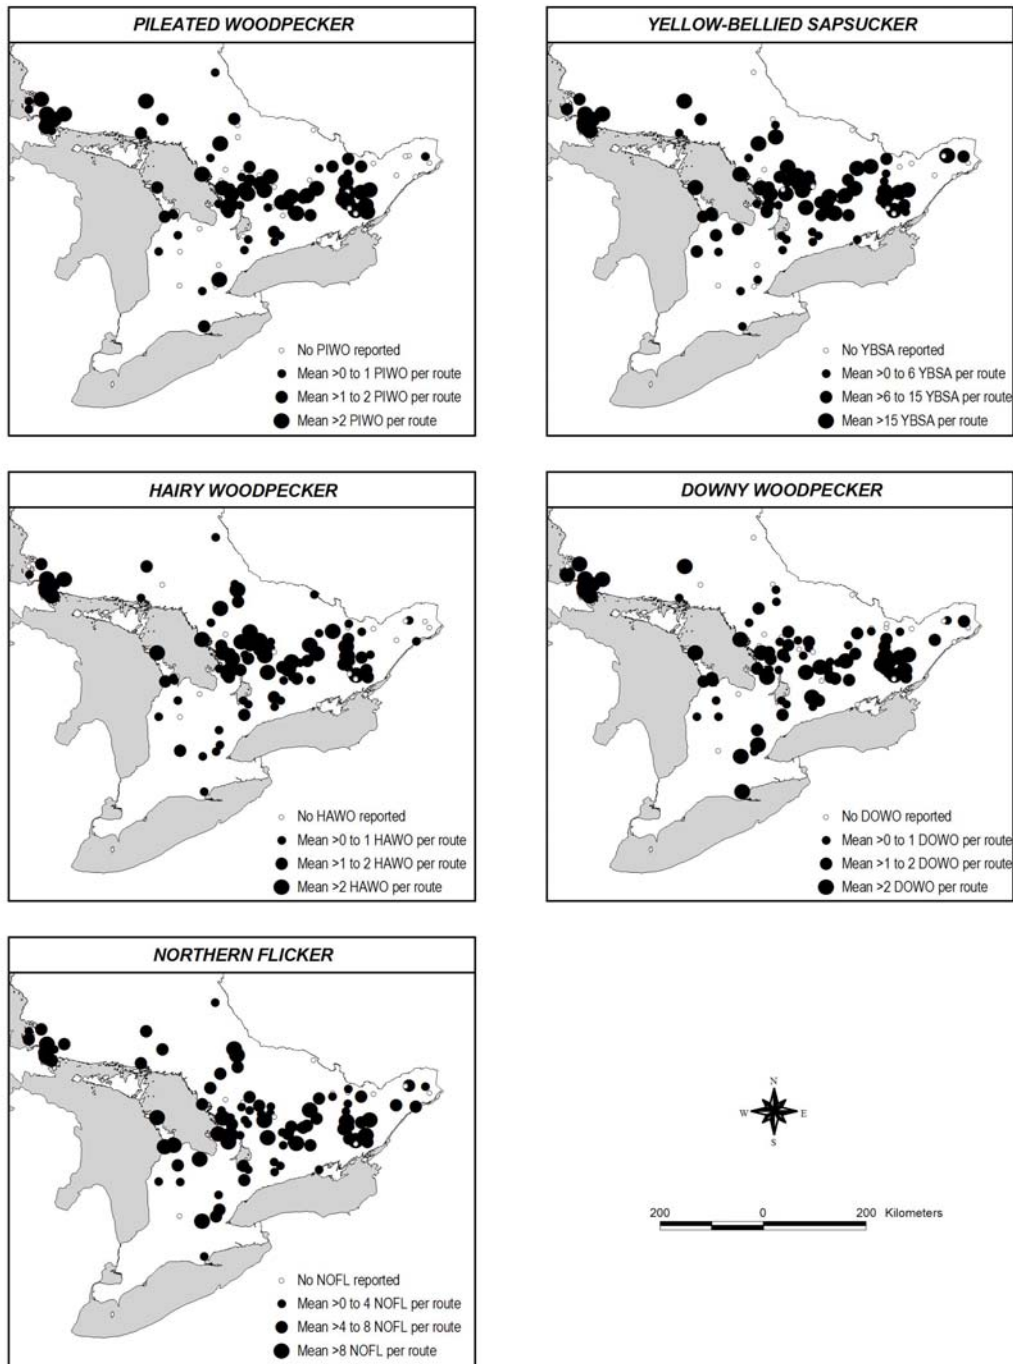 PILEATED WOODPECKER
No PIWO reported
Mean >0 to 1 PIWO per route
Mean >1 to 2 PIWO per route
Mean >2 PIWO per route
YELLOW-BELLIED SAPSUCKER
No YBSA reported
Mean >0 to 6 YBSA per route
Mean >6 to 15 YBSA per route
Mean >15 YBSA per route
HAIRY WOODPECKER
No HAWO reported
Mean >0 to 1 HAWO per route
Mean >1 to 2 HAWO per route
Mean >2 HAWO per route
DOWNY WOODPECKER
No DOWO reported
Mean >0 to 1 DOWO per route
Mean >1 to 2 DOWO per route
Mean >2 DOWO per route
NORTHERN FLICKER
No NOFL reported
Mean >0 to 4 NOFL per route
Mean >4 to 8 NOFL per route
Mean >8 NOFL per route
N
W E
S
200 0 200 Kilometers